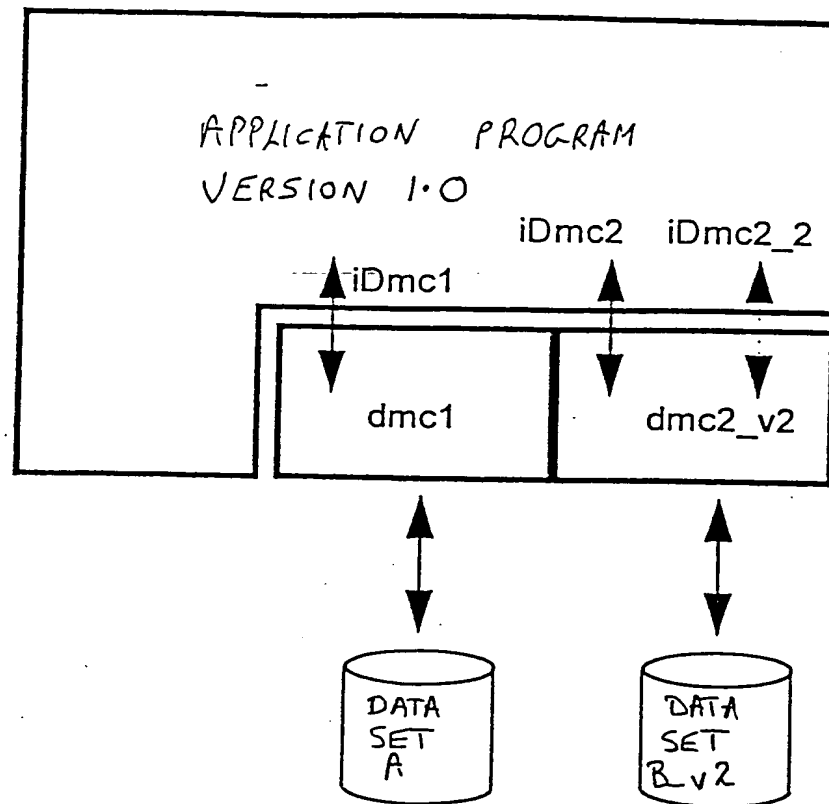 APPLICATION PROGRAM
VERSION 1.0
iDmc2 iDmc2_2
iDmc1
dmc1
dmc2_v2
DATA
SET
A
DATA
SET
B_v2